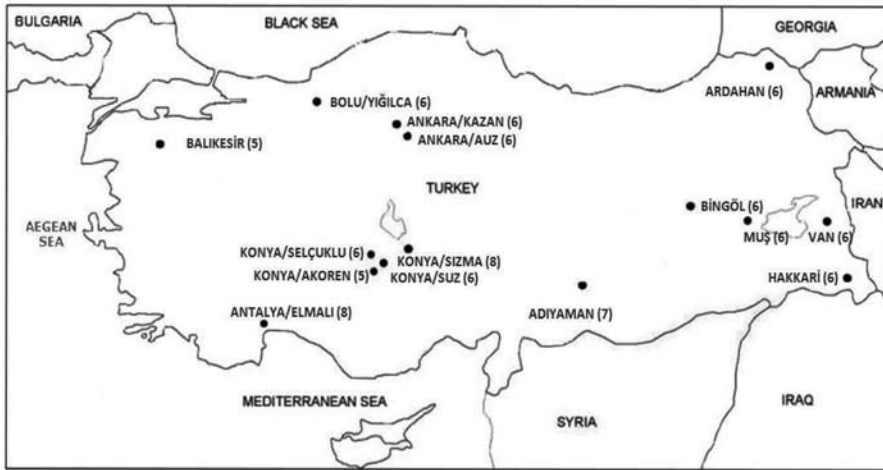 BULGARIA
BLACK SEA
GEORGIA
ARDAHAN (6)
ARMANIA
BOLU/YIĞILCA (6)
ANKARA/KAZAN (6)
ANKARA/AUZ (6)
BALIKESİR (5)
TURKEY
BİNGÖL (6)
IRAN
AEGEAN
SEA
MUŞ (6)
VAN (6)
KONYA/SELÇUKLU (6)
KONYA/SIZMA (8)
KONYA/AKOREN (5)
KONYA/SUZ (6)
HAKKARİ (6)
ANTALYA/ELMALI (8)
ADIYAMAN (7)
MEDITERRANEAN SEA
SYRIA
IRAQ